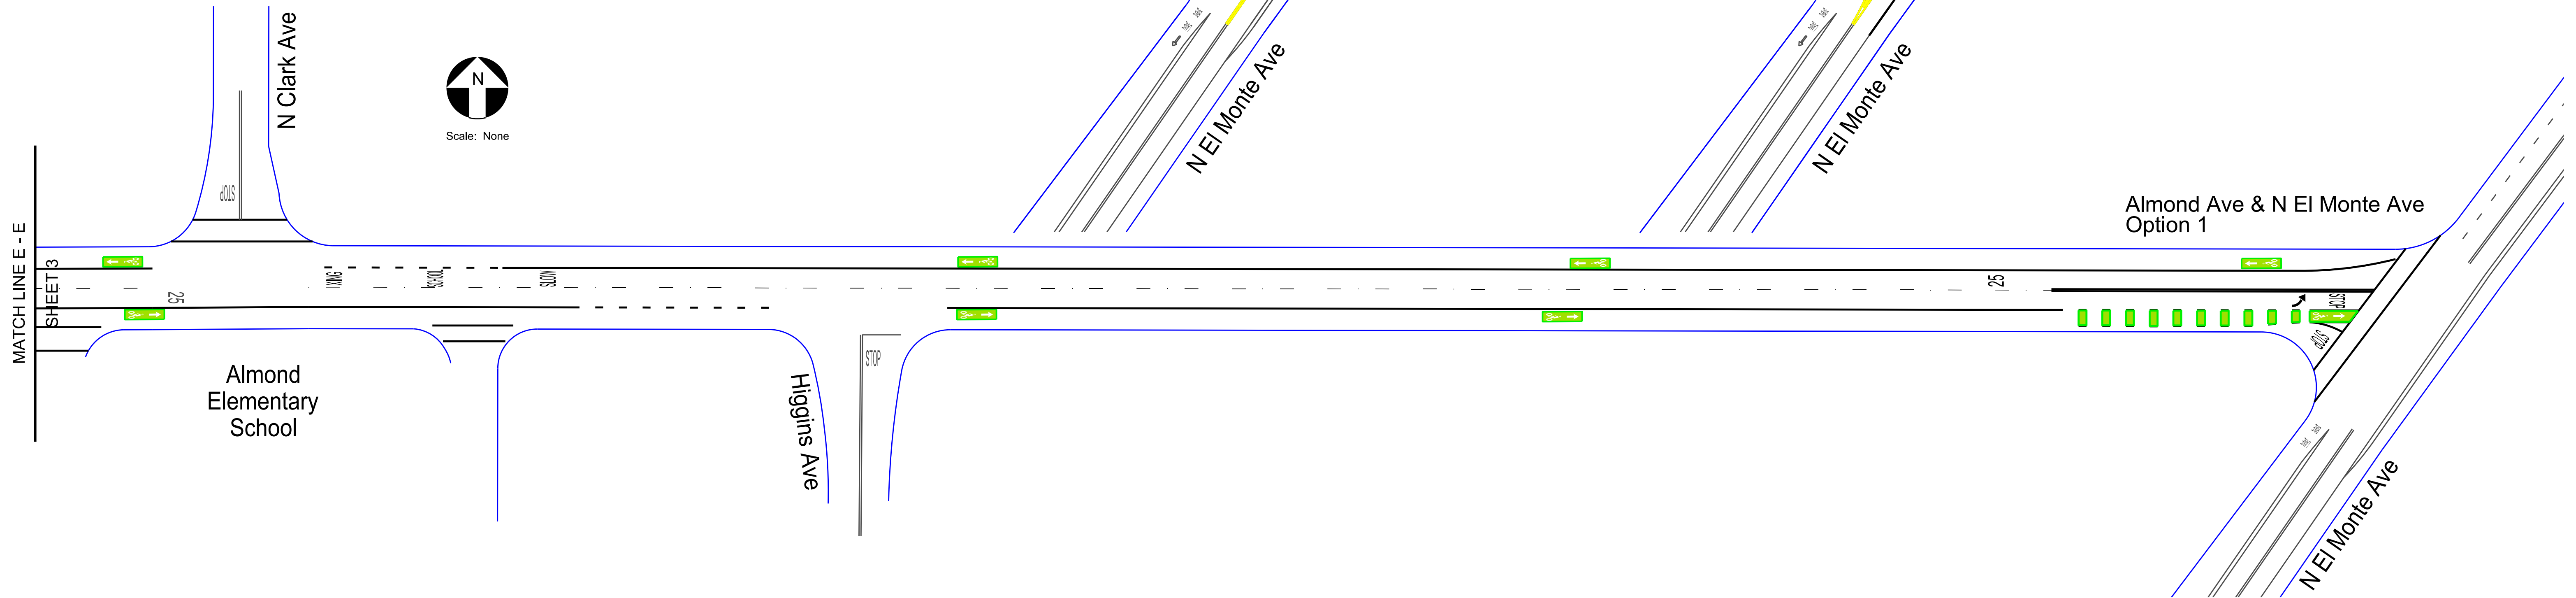 N Clark Ave
N
Scale: None
N El Monte Ave
N El Monte Ave
Almond Ave & N El Monte Ave
Option 1
MATCH LINE E - E
SHEET 3
STOP
XING
SCHOOL
SLOW
25
25
STOP
STOP
STOP
Almond
Elementary
School
Higgins Ave
N El Monte Ave